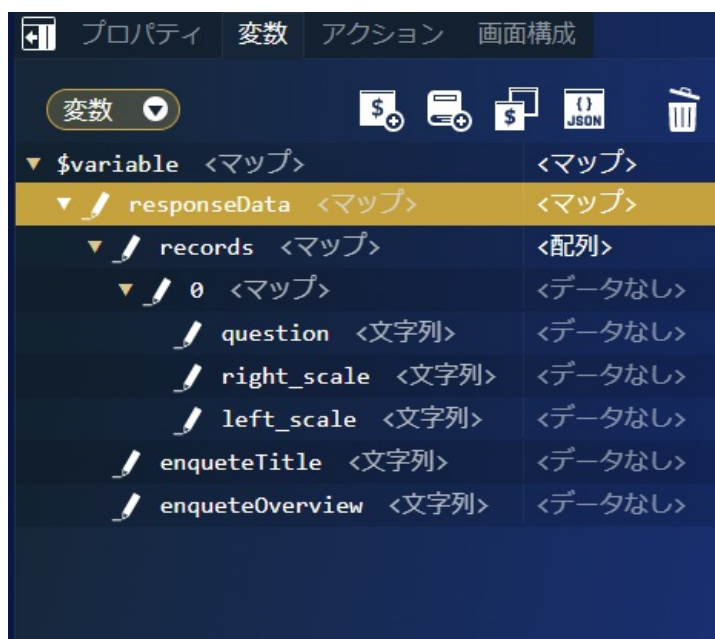 プロパティ 変数 アクション 画面構成
変数
$ $ {} JSON
$variable <マップ> <マップ>
responseData <マップ> <マップ>
records <マップ> <配列>
0 <マップ> <データなし>
question <文字列> <データなし>
right_scale <文字列> <データなし>
left_scale <文字列> <データなし>
enqueteTitle <文字列> <データなし>
enqueteOverview <文字列> <データなし>